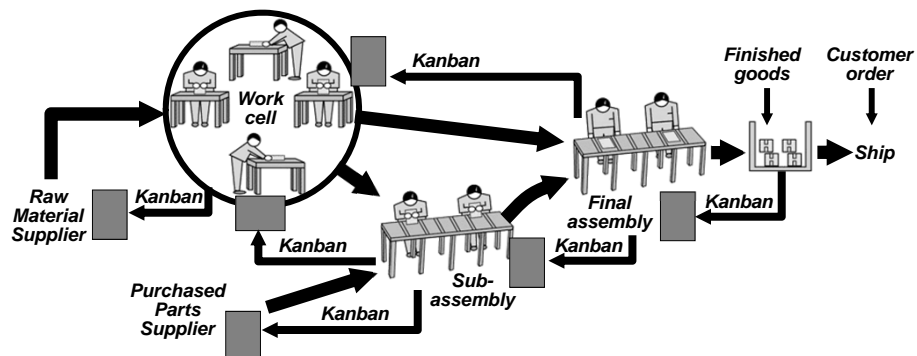 Kanban
Finished
goods
Customer
order
Work
cell
Ship
Raw
Material
Supplier
Kanban
Final
assembly
Kanban
Kanban
Kanban
Sub-
assembly
Purchased
Parts
Supplier
Kanban